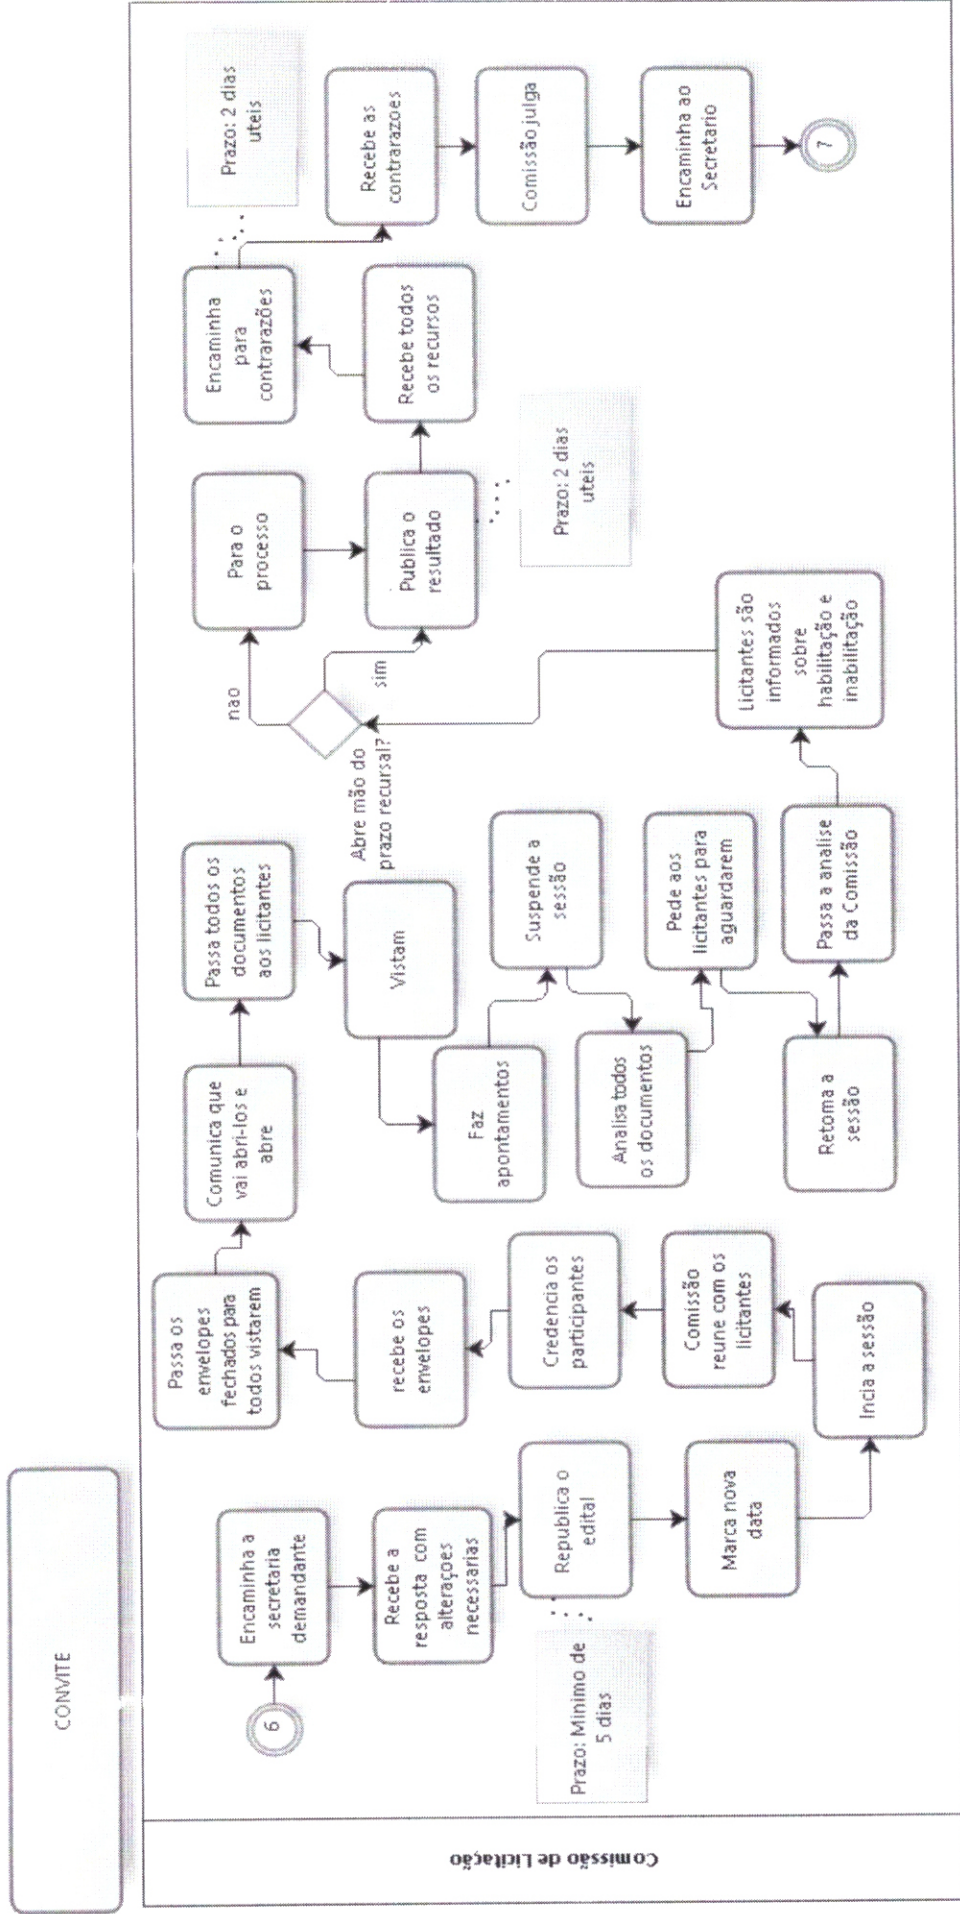 CONVITE
Comissão de Licitação
6
Encaminha a
secretaria
demandante
Recebe a
resposta com
alterações
necessarias
Republica o
edital
Prazo: Minimo de
5 dias
Marca nova
data
Incia a sessão
Comissão
reune com os
licitantes
Credencia os
participantes
recebe os
envelopes
Passa os
envelopes
fechados para
todos vistarem
Comunica que
vai abri-los e
abre
Passa todos os
documentos
aos licitantes
Vistam
Faz
apontamentos
Suspende a
sessão
Analisa todos
os documentos
Pede aos
licitantes para
aguardarem
Retoma a
sessão
Passa a analise
da Comissão
Licitantes são
informados
sobre
habilitação e
inabilitação
Abre mão do
prazo recursal?
nao
sim
Para o
processo
Publica o
resultado
Prazo: 2 dias
uteis
Recebe todos
os recursos
Encaminha
para
contrarazões
Prazo: 2 dias
uteis
Recebe as
contrarazoes
Comissão julga
Encaminha ao
Secretario
7